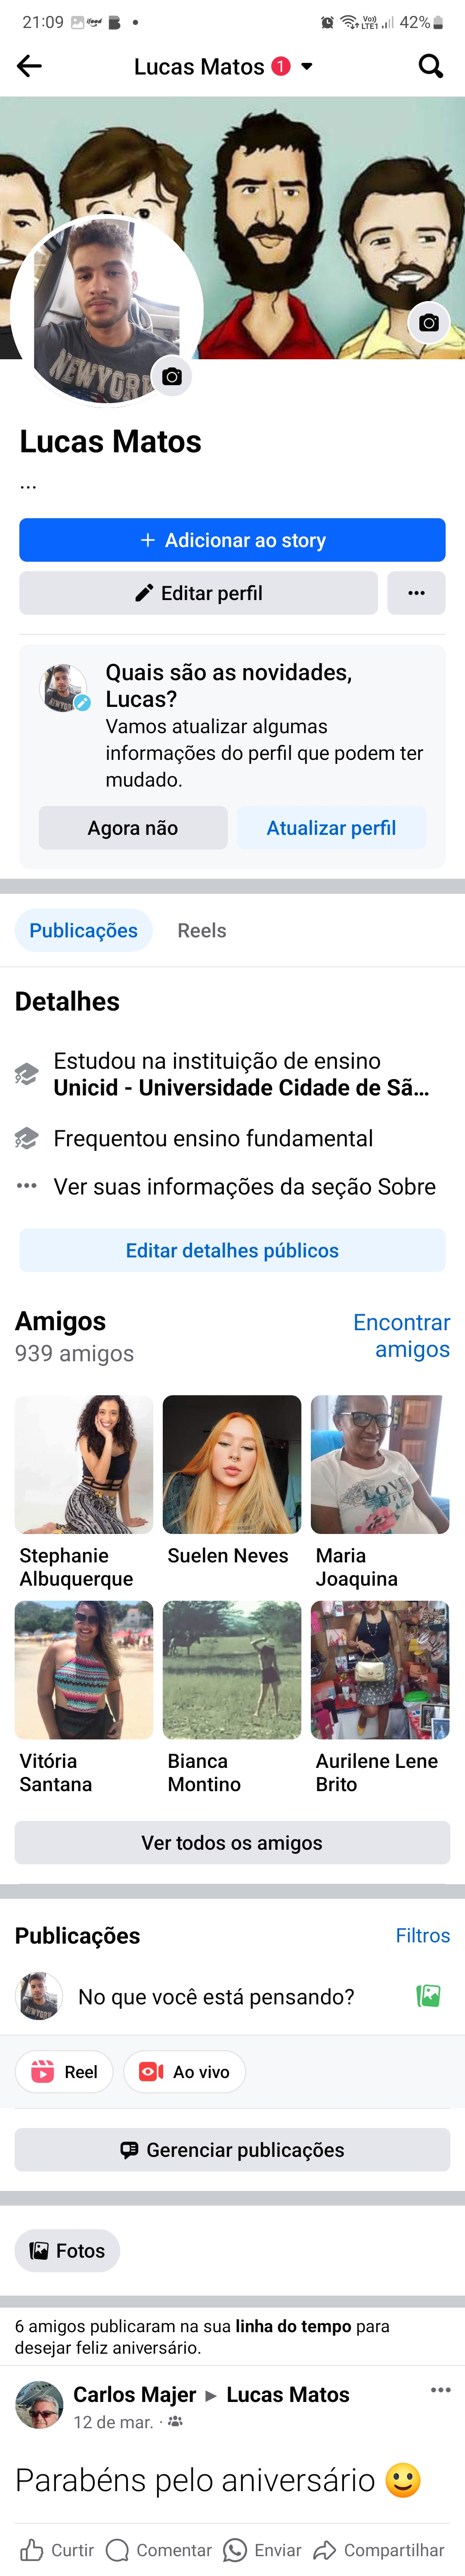 21:09
ifood
Vo)) LTE1 42%
Lucas Matos 1
NEWYORK
Lucas Matos
...
+ Adicionar ao story
Editar perfil
Quais são as novidades,
Lucas?
Vamos atualizar algumas
informações do perfil que podem ter
mudado.
Agora não
Atualizar perfil
Publicações
Reels
Detalhes
Estudou na instituição de ensino
Unicid - Universidade Cidade de Sã...
Frequentou ensino fundamental
Ver suas informações da seção Sobre
Editar detalhes públicos
Amigos
939 amigos
Encontrar
amigos
LOVE
Stephanie
Albuquerque
Suelen Neves
Maria
Joaquina
Vitória
Santana
Bianca
Montino
Aurilene Lene
Brito
Ver todos os amigos
Publicações
Filtros
No que você está pensando?
Reel
Ao vivo
Gerenciar publicações
Fotos
6 amigos publicaram na sua linha do tempo para
desejar feliz aniversário.
Carlos Majer ▶ Lucas Matos
12 de mar. ·
Parabéns pelo aniversário 🙂
Curtir
Comentar
Enviar
Compartilhar